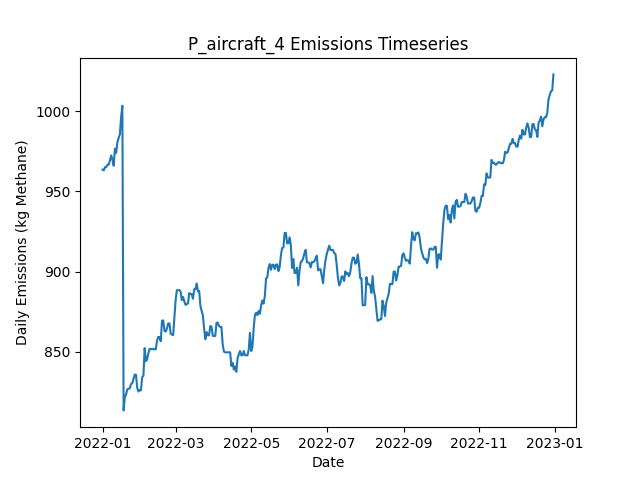 P_aircraft_4 Emissions Timeseries
Daily Emissions (kg Methane)
1000
950
900
850
2022-01 2022-03 2022-05 2022-07 2022-09 2022-11 2023-01
Date